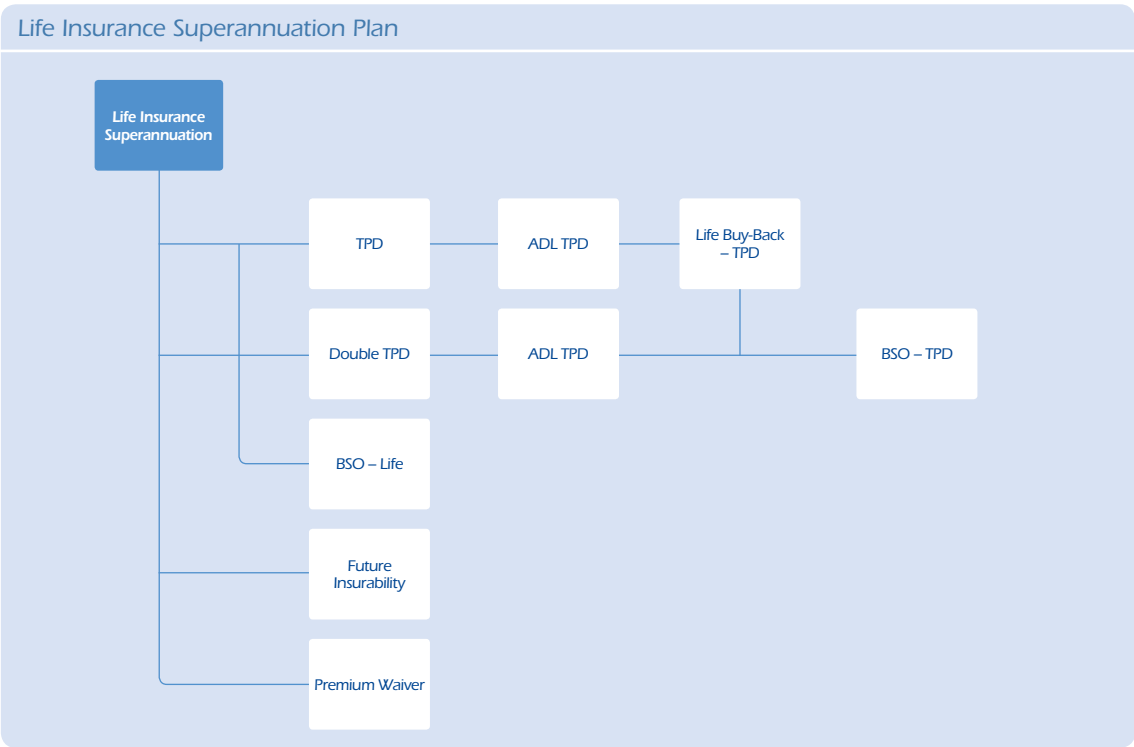 Life Insurance Superannuation Plan
Life Insurance
Superannuation
TPD
ADL TPD
Life Buy-Back
– TPD
Double TPD
ADL TPD
BSO – TPD
BSO – Life
Future
Insurability
Premium Waiver